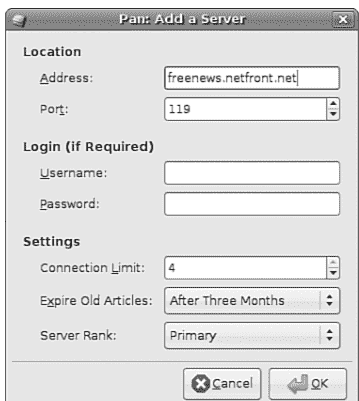 Pan: Add a Server
Location
Address: freenews.netfront.net
Port: 119
Login (if Required)
Username:
Password:
Settings
Connection Limit: 4
Expire Old Articles: After Three Months
Server Rank: Primary
Cancel OK